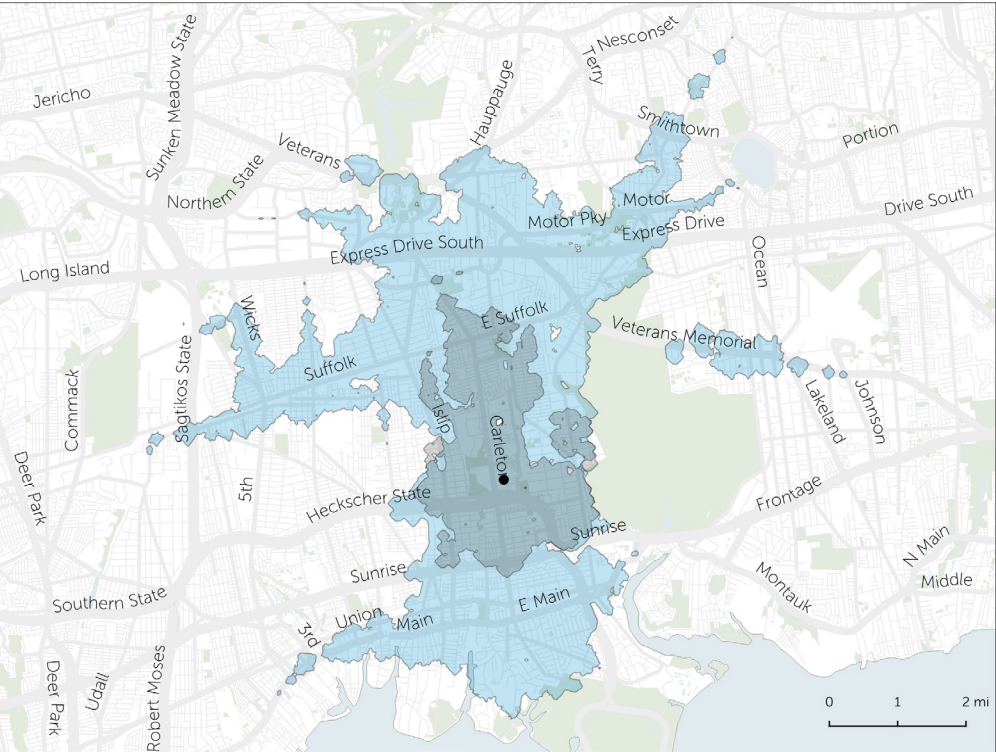 Nesconset
Terry
Sunken Meadow State
Hauppauge
Jericho
Smithtown
Portion
Veterans
Northern State
Motor
Drive South
Motor Pky
Express Drive
Express Drive South
Ocean
Long Island
Wicks
E Suffolk
Veterans Memorial
Suffolk
Sagtikos State
Commack
Lakeland
Johnson
Islip
Carleton
Deer Park
5th
Heckscher State
Frontage
Sunrise
N Main
Sunrise
Montauk
Middle
Southern State
E Main
Union
Main
3rd
Deer Park
Udall
Robert Moses
0 1 2 mi